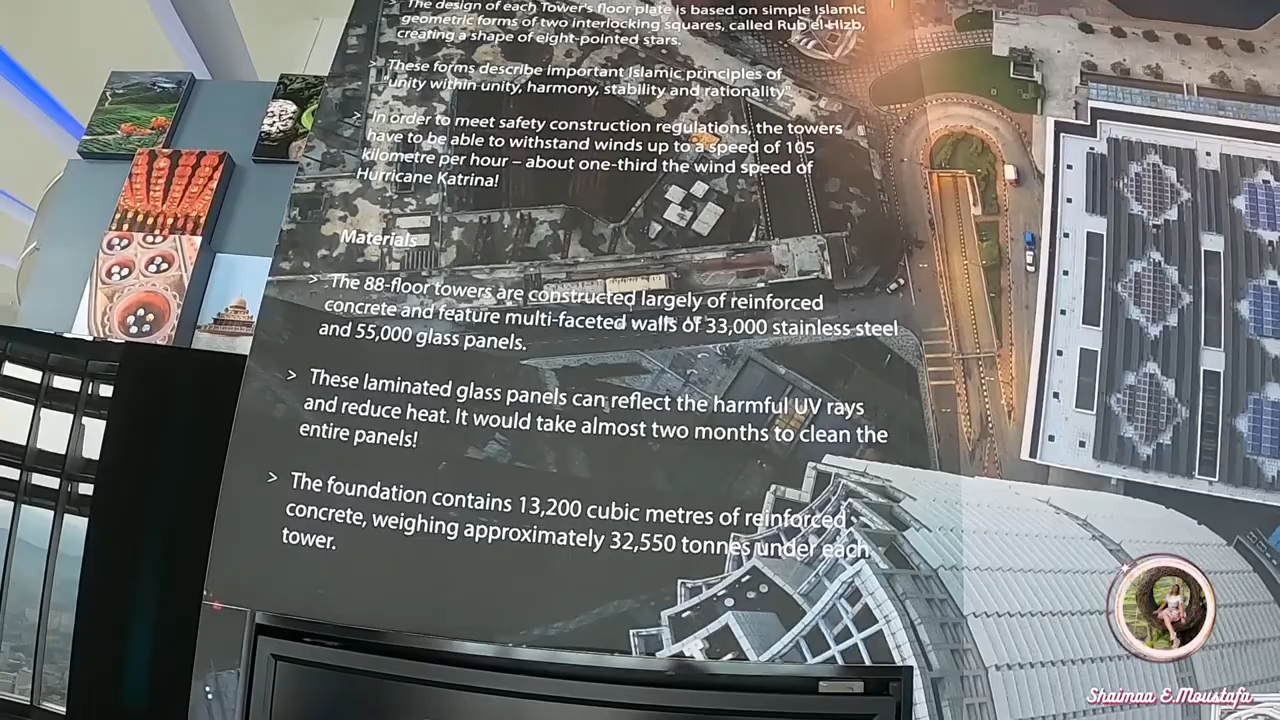 > The design of each Tower's floor plate is based on simple Islamic
geometric forms of two interlocking squares, called Rub el Hizb,
creating a shape of eight-pointed stars.
> These forms describe important Islamic principles of
"unity within unity, harmony, stability and rationality".
> In order to meet safety construction regulations, the towers
have to be able to withstand winds up to a speed of 105
kilometre per hour – about one-third the wind speed of
Hurricane Katrina!
Materials
> The 88-floor towers are constructed largely of reinforced
concrete and feature multi-faceted walls of 33,000 stainless steel
and 55,000 glass panels.
> These laminated glass panels can reflect the harmful UV rays
and reduce heat. It would take almost two months to clean the
entire panels!
> The foundation contains 13,200 cubic metres of reinforced
concrete, weighing approximately 32,550 tonnes under each
tower.
Shaimaa E.Moustafa